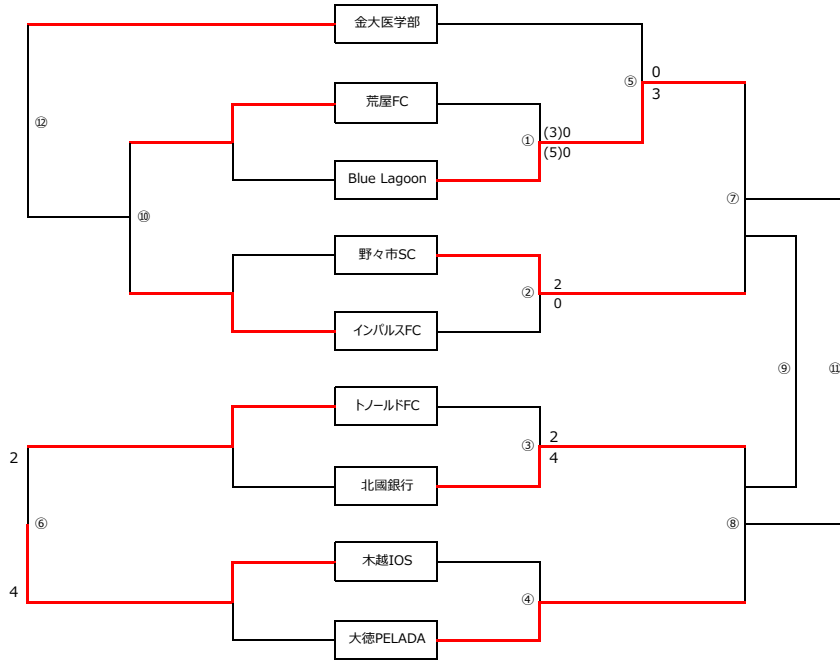 金大医学部
0
⑤
3
荒屋FC
⑫
(3)0
①
(5)0
Blue Lagoon
⑦
⑩
野々市SC
2
②
0
インパルスFC
⑨
⑪
トノールドFC
2
③
2
4
北國銀行
⑥
⑧
木越IOS
4
④
大徳PELADA